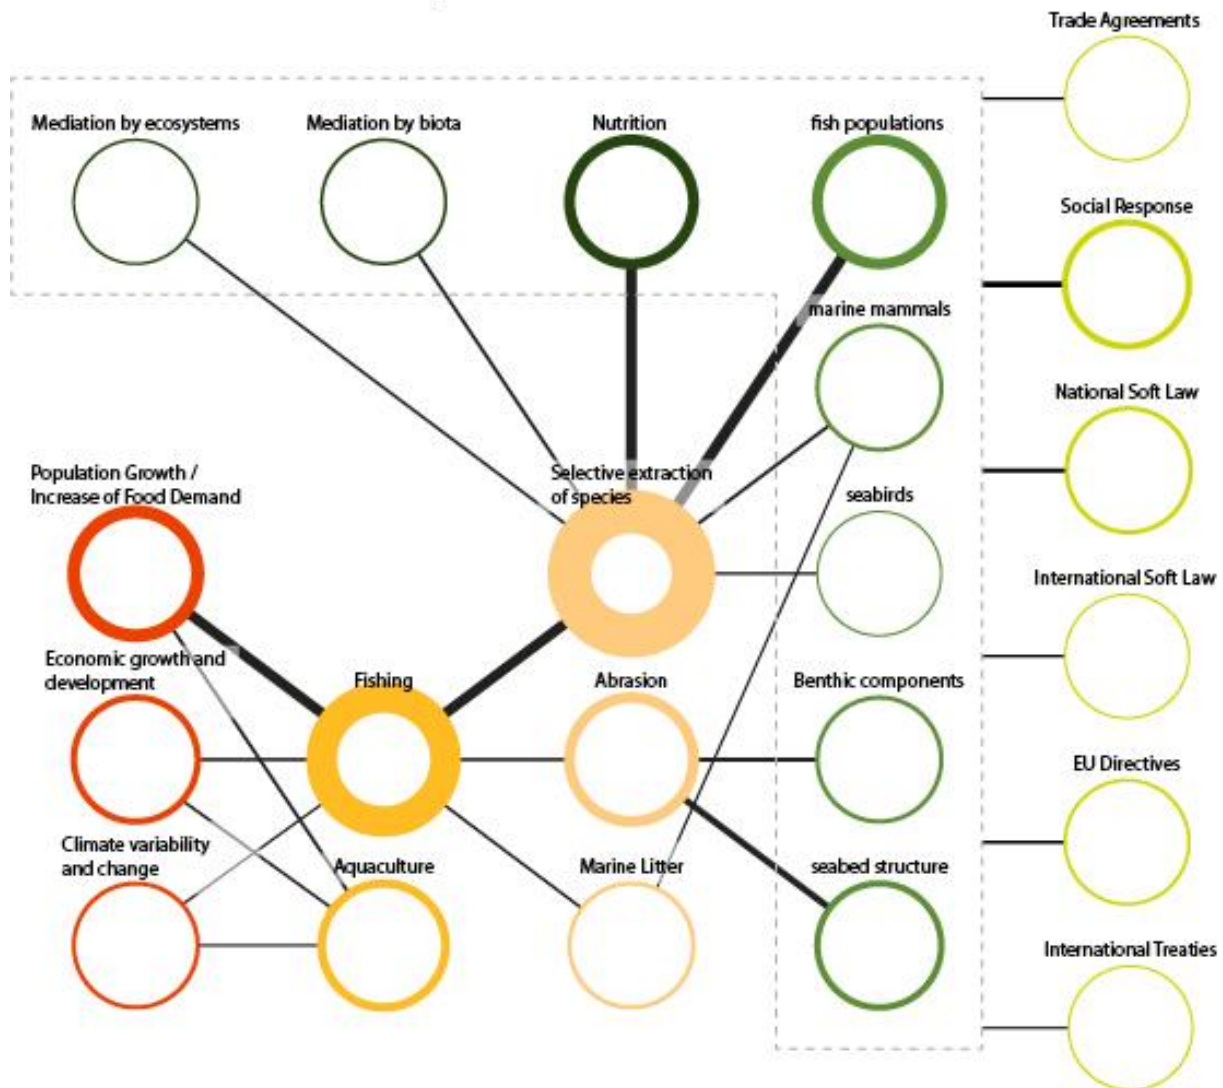 Trade Agreements
Mediation by ecosystems
Mediation by biota
Nutrition
fish populations
Social Response
marine mammals
National Soft Law
Population Growth /
Increase of Food Demand
Selective extraction
of species
seabirds
International Soft Law
Economic growth and
development
Fishing
Abrasion
Benthic components
EU Directives
Climate variability
and change
Aquaculture
Marine Litter
seabed structure
International Treaties